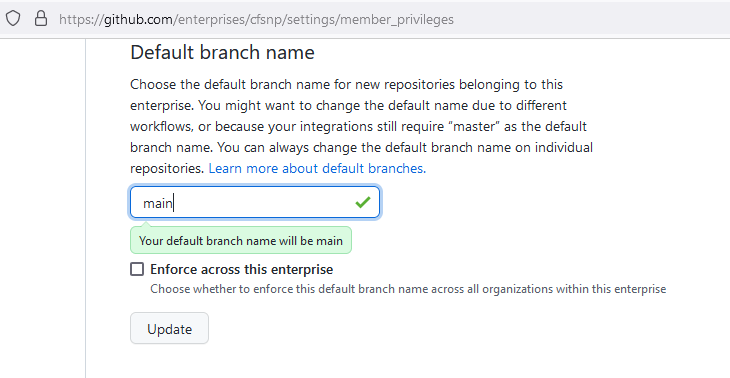 https://github.com/enterprises/cfsnp/settings/member_privileges
Default branch name
Choose the default branch name for new repositories belonging to this
enterprise. You might want to change the default name due to different
workflows, or because your integrations still require “master” as the default
branch name. You can always change the default branch name on individual
repositories. Learn more about default branches.
main
Your default branch name will be main
Enforce across this enterprise
Choose whether to enforce this default branch name across all organizations within this enterprise
Update